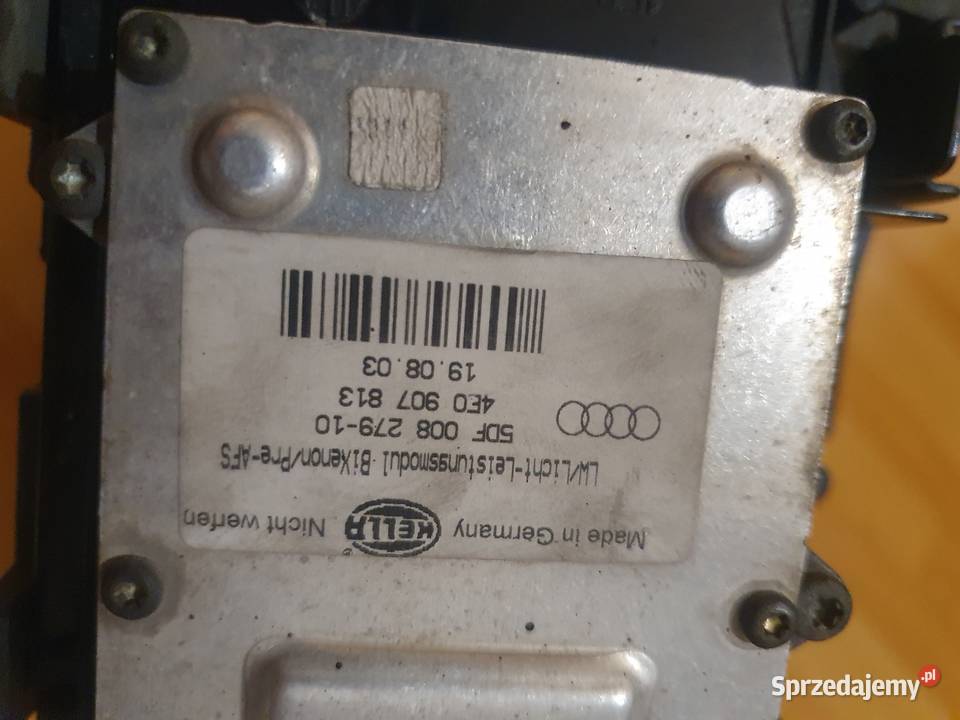 Made in Germany HELLA ® Nicht werfen
LW/Licht-Leistungsmodul BiXenon/Pre-AFS
5DF 008 279-10
4E0 907 813
19.08.03
Sprzedajemy.pl